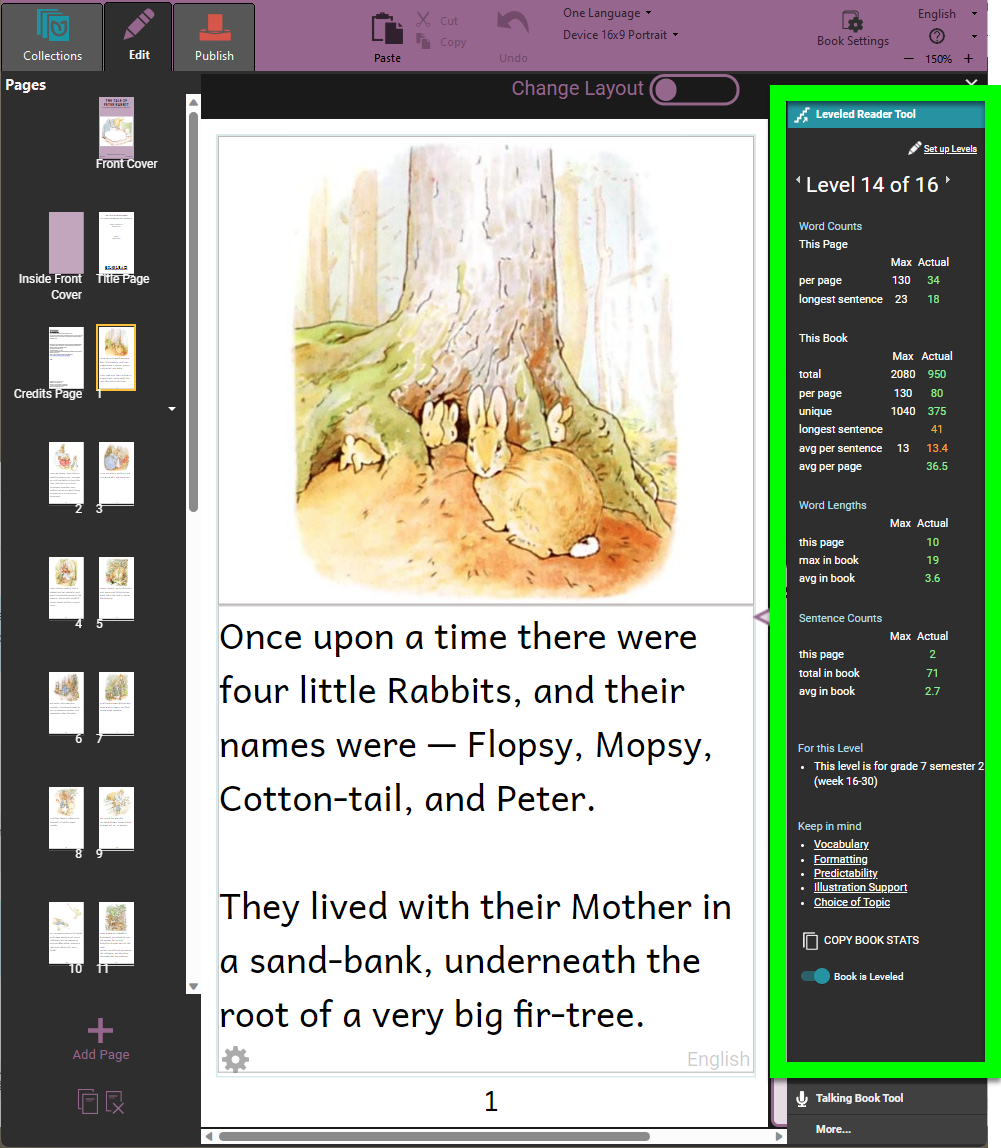 Collections
Edit
Publish
Paste
Cut
Copy
Undo
One Language
Device 16x9 Portrait
Book Settings
English
150%
Pages
THE TALE OF
PETER RABBIT
Front Cover
Inside Front
Cover
Title Page
Credits Page
1
2
3
4
5
6
7
8
9
10
11
Add Page
Change Layout
Once upon a time there were
four little Rabbits, and their
names were — Flopsy, Mopsy,
Cotton-tail, and Peter.
They lived with their Mother in
a sand-bank, underneath the
root of a very big fir-tree.
English
1
Leveled Reader Tool
Set up Levels
Level 14 of 16
Word Counts
This Page
Max Actual
per page 130 34
longest sentence 23 18
This Book
Max Actual
total 2080 950
per page 130 80
unique 1040 375
longest sentence 41
avg per sentence 13 13.4
avg per page 36.5
Word Lengths
Max Actual
this page 10
max in book 19
avg in book 3.6
Sentence Counts
Max Actual
this page 2
total in book 71
avg in book 2.7
For this Level
• This level is for grade 7 semester 2
(week 16-30)
Keep in mind
• Vocabulary
• Formatting
• Predictability
• Illustration Support
• Choice of Topic
COPY BOOK STATS
Book is Leveled
Talking Book Tool
More...